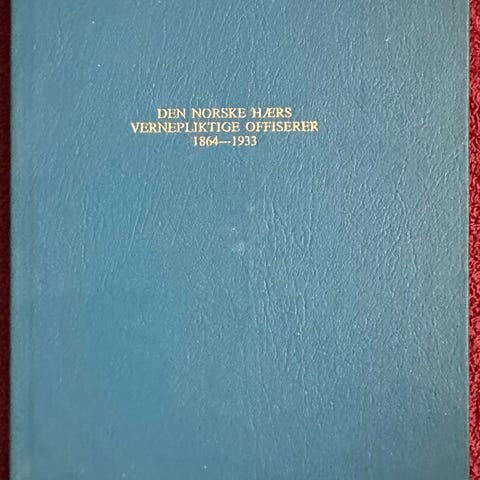 DEN NORSKE HÆRS
VERNEPLIKTIGE OFFISERER
1864—1933